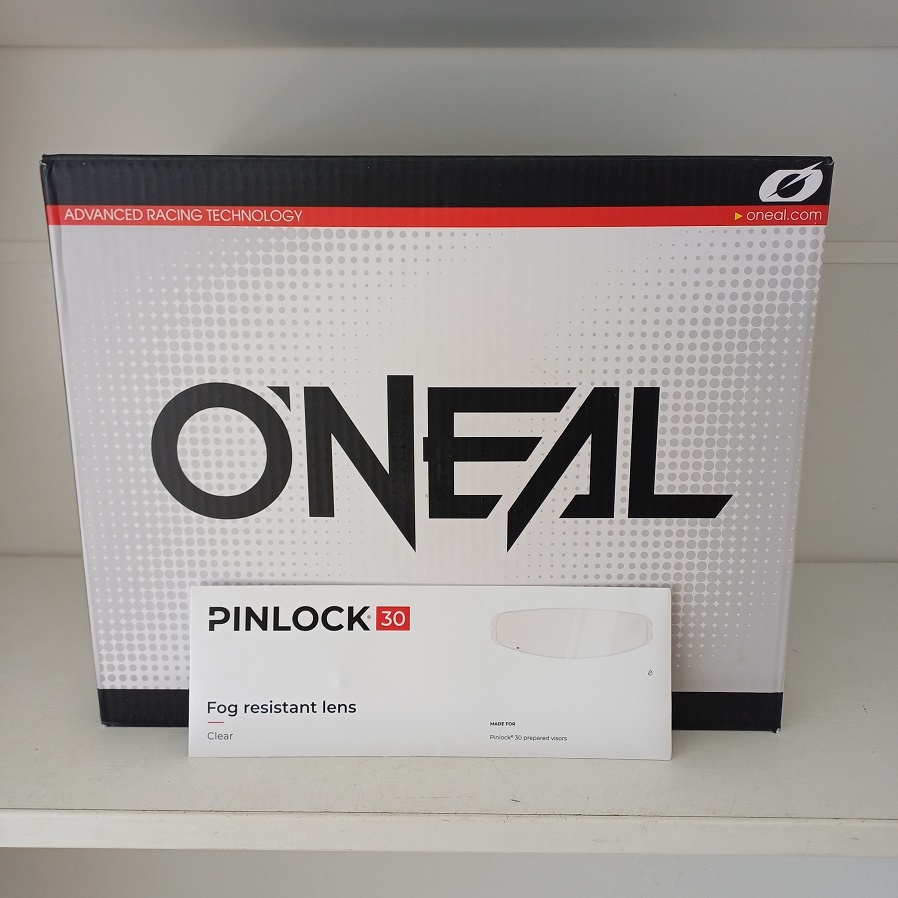 ADVANCED RACING TECHNOLOGY
oneal.com
O'NEAL
PINLOCK® 30
Fog resistant lens
Clear
MADE FOR
Pinlock® 30 prepared visors